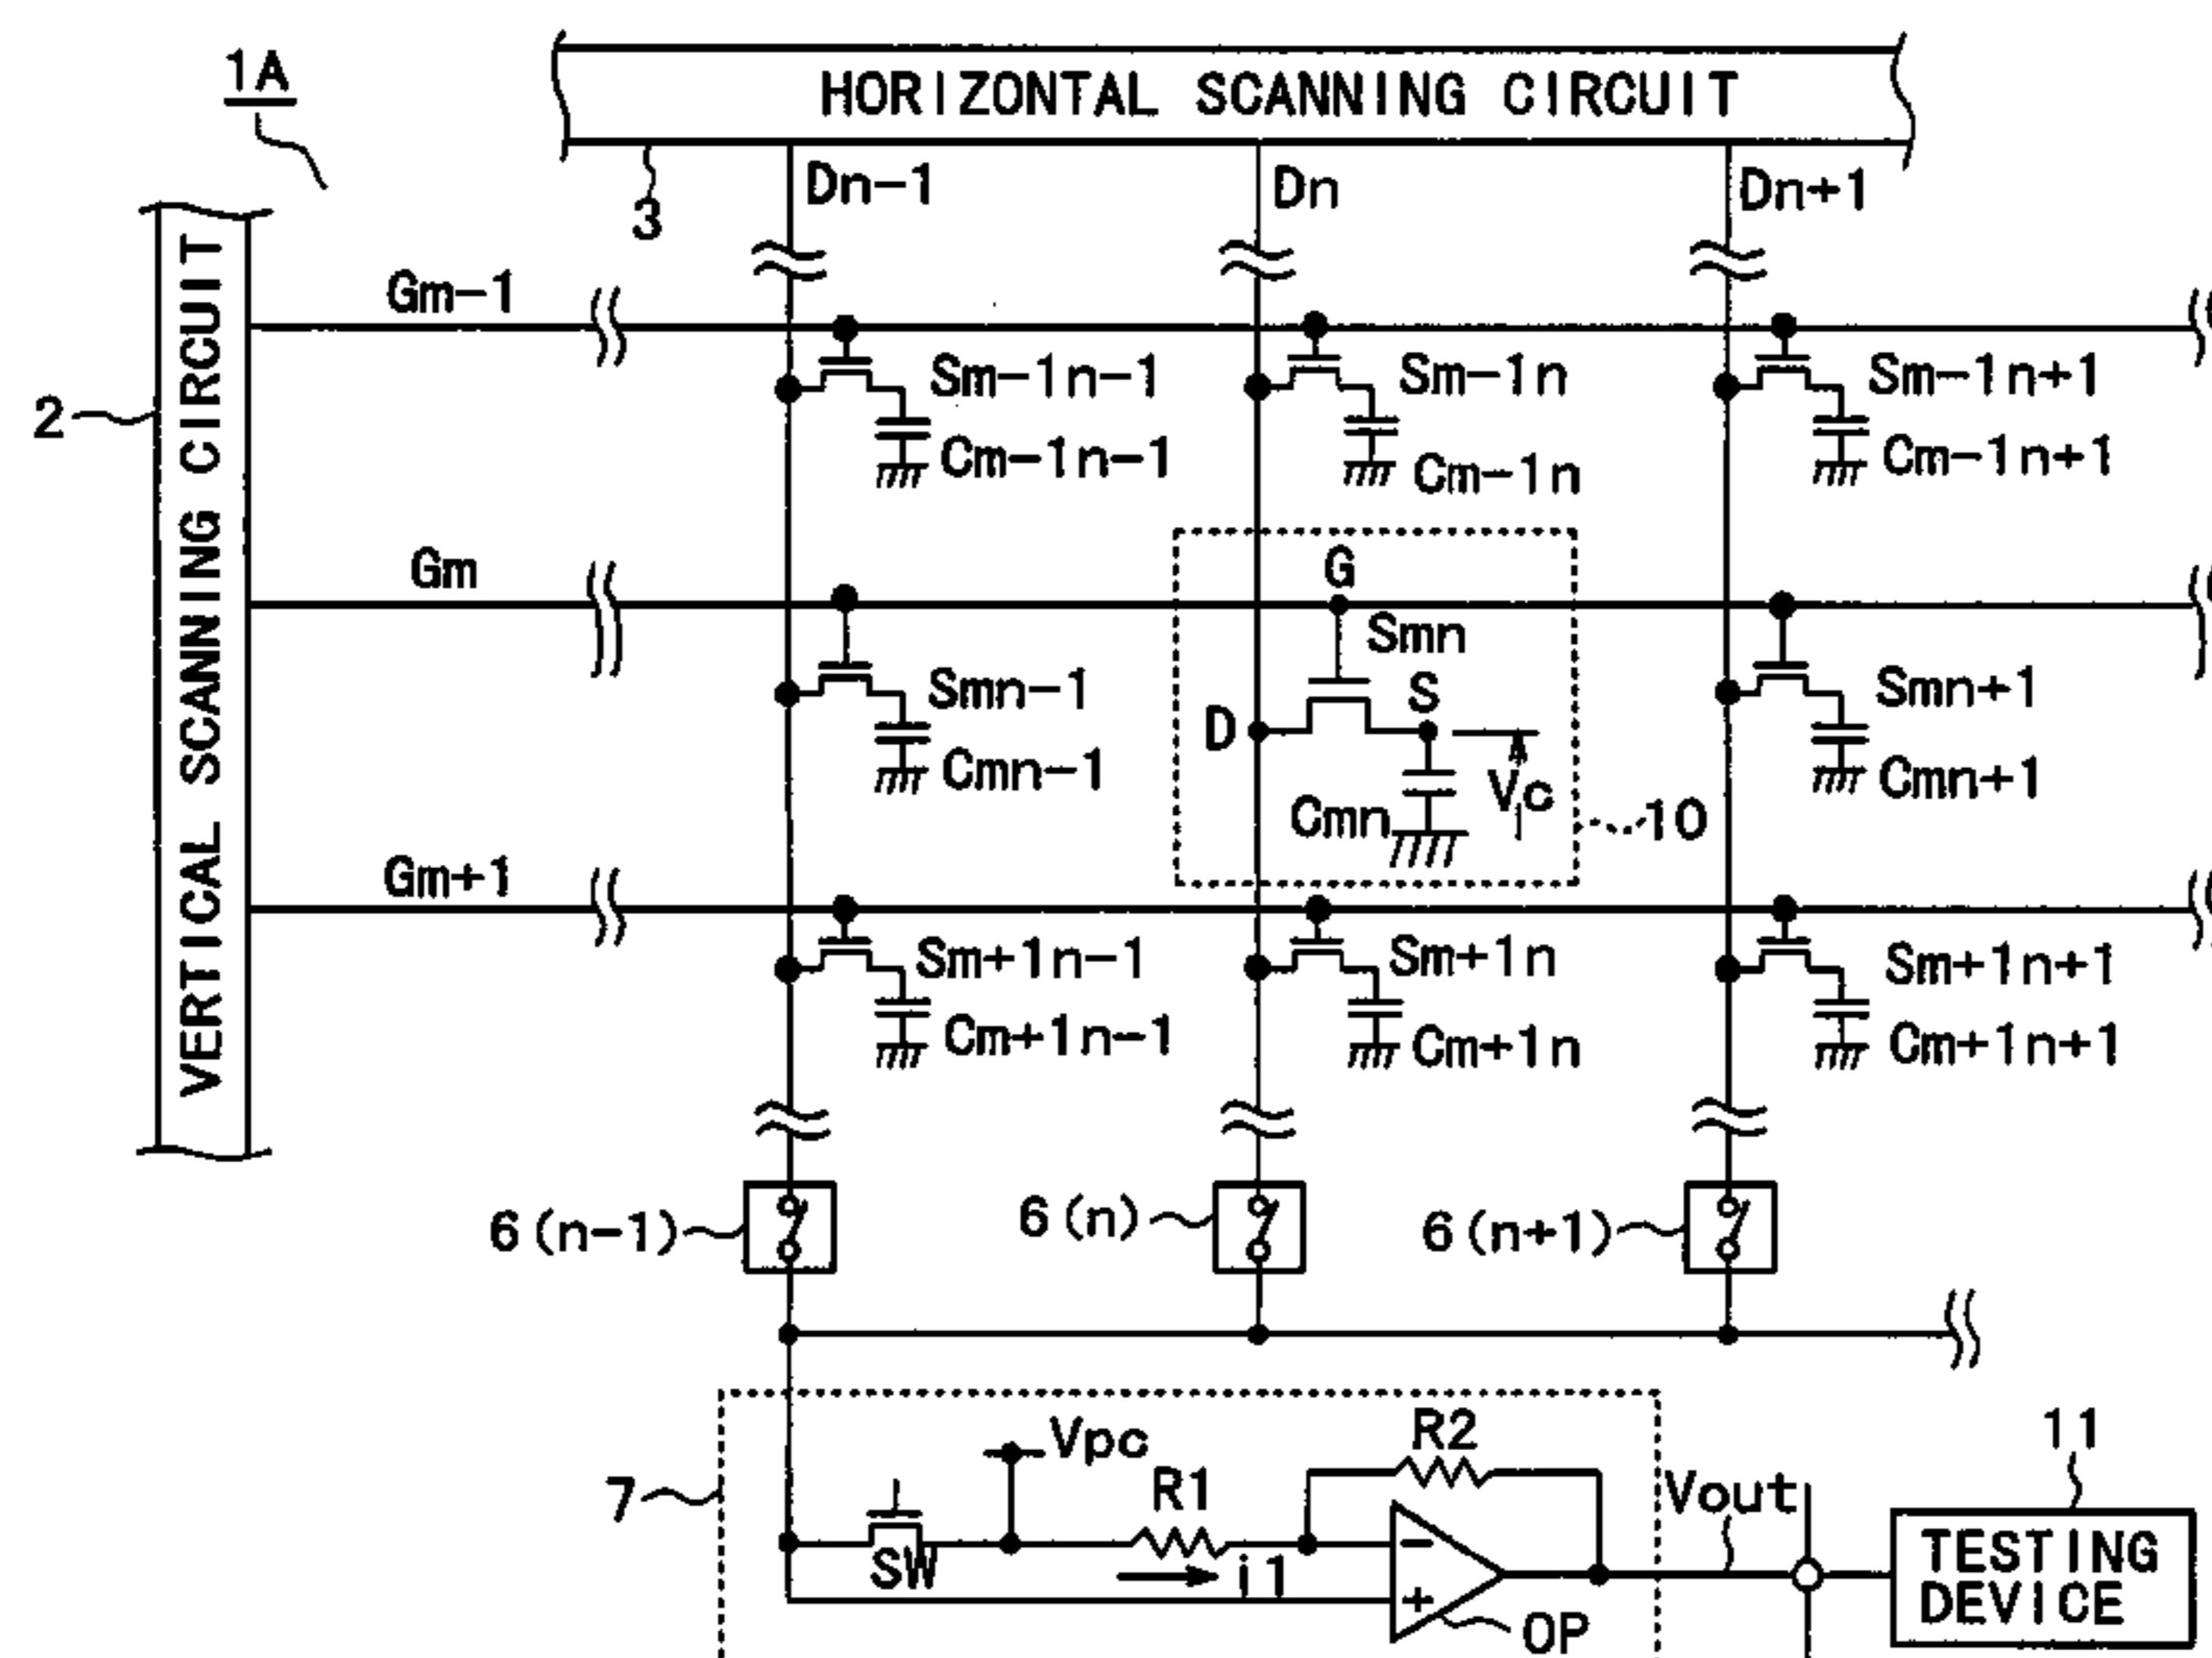 1A
HORIZONTAL SCANNING CIRCUIT
3
Dn-1
Dn
Dn+1
2
VERTICAL SCANNING CIRCUIT
Gm-1
Sm-1n-1
Sm-1n
Sm-1n+1
Cm-1n-1
Cm-1n
Cm-1n+1
Gm
G
Smn
Smn-1
D
S
Smn+1
Cmn-1
Cmn
Vc
10
Cmn+1
Gm+1
Sm+1n-1
Sm+1n
Sm+1n+1
Cm+1n-1
Cm+1n
Cm+1n+1
6(n-1)
6(n)
6(n+1)
7
Vpc
R1
R2
Vout
11
SW
i1
−
+
OP
TESTING
DEVICE